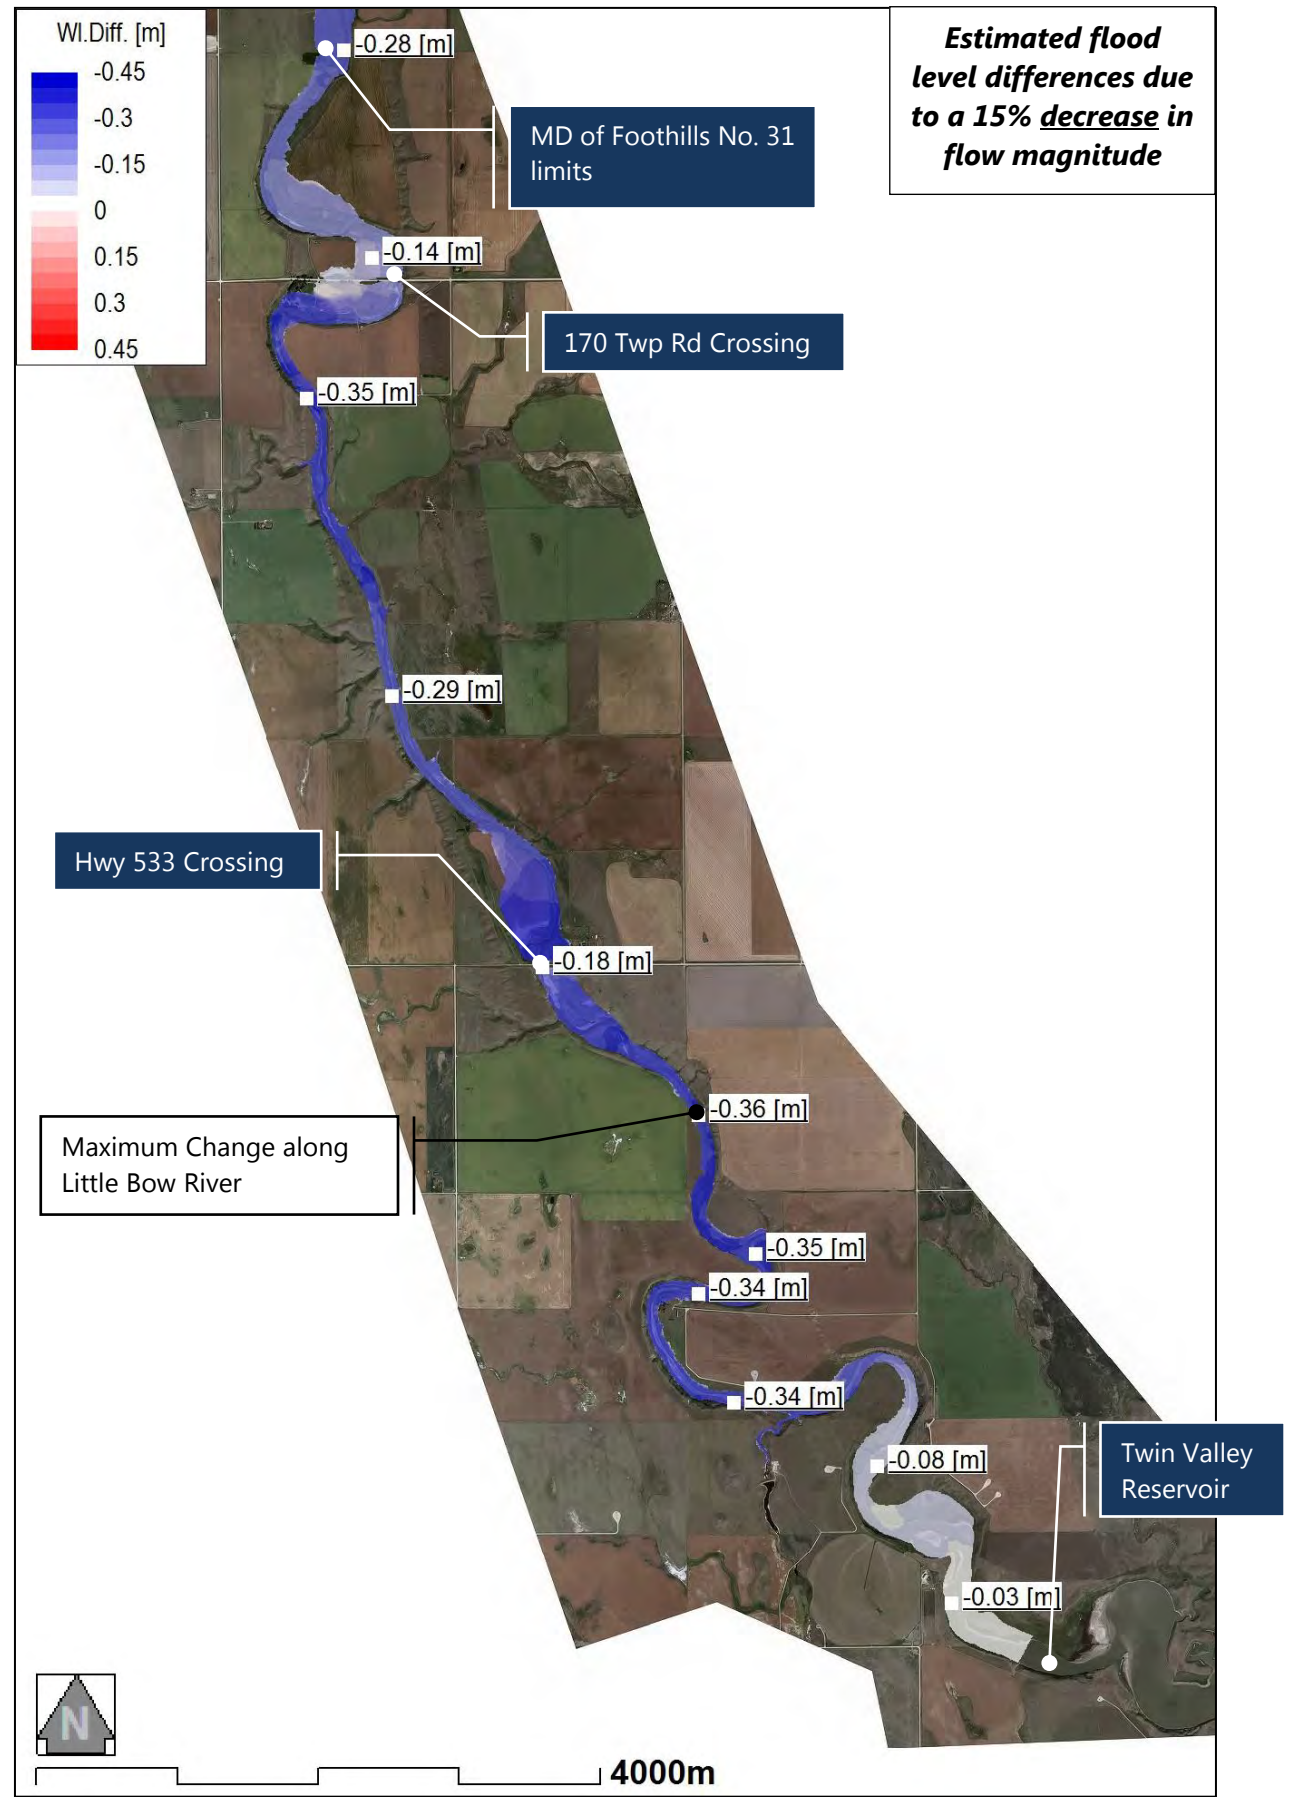 Wl.Diff. [m]
-0.45
-0.3
-0.15
0
0.15
0.3
0.45
Estimated flood
level differences due
to a 15% decrease in
flow magnitude
-0.28 [m]
MD of Foothills No. 31
limits
-0.14 [m]
170 Twp Rd Crossing
-0.35 [m]
-0.29 [m]
Hwy 533 Crossing
-0.18 [m]
-0.36 [m]
Maximum Change along
Little Bow River
-0.35 [m]
-0.34 [m]
-0.34 [m]
-0.08 [m]
Twin Valley
Reservoir
-0.03 [m]
N
4000m